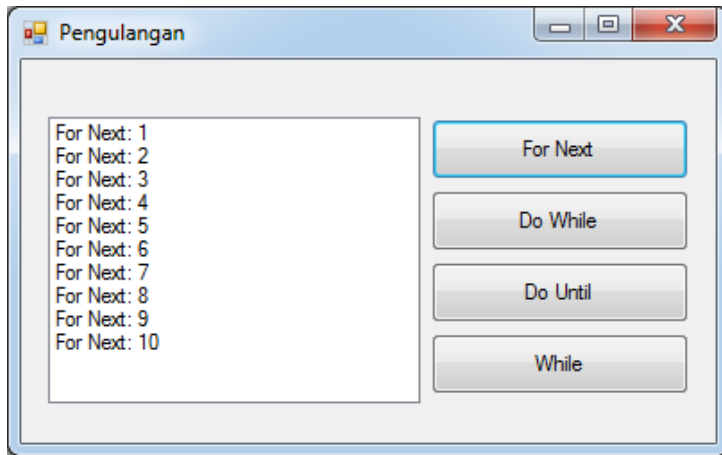 Pengulangan
For Next: 1
For Next: 2
For Next: 3
For Next: 4
For Next: 5
For Next: 6
For Next: 7
For Next: 8
For Next: 9
For Next: 10
For Next
Do While
Do Until
While